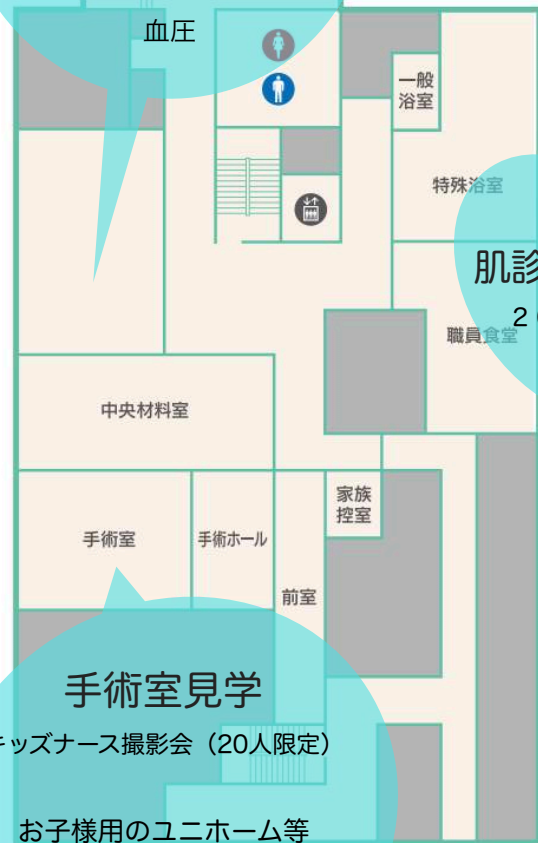 血圧
一般
浴室
特殊浴室
肌診
２
職員食堂
中央材料室
家族
控室
手術室
手術ホール
前室
手術室見学
キッズナース撮影会（20人限定）
お子様用のユニホーム等